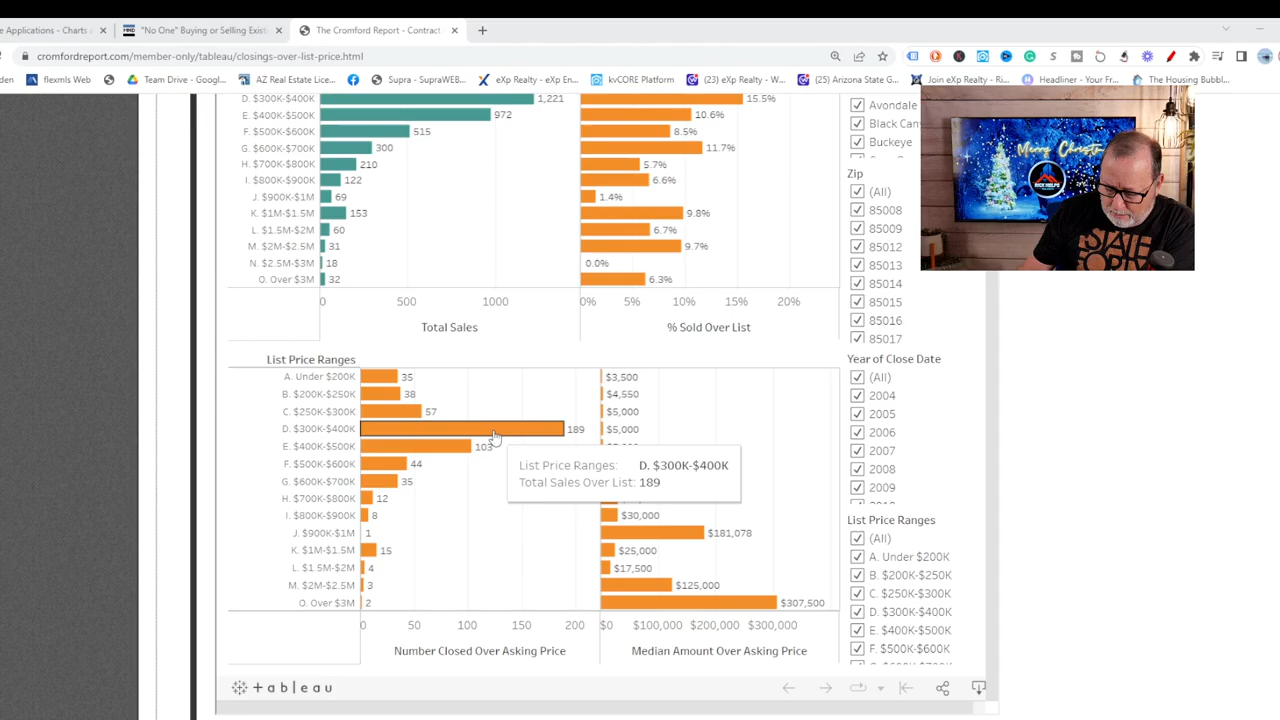 e Applications - Charts a
"No One" Buying or Selling Exist
The Cromford Report - Contract
cromfordreport.com/member-only/tableau/closings-over-list-price.html
den
flexmls Web
Team Drive - Googl...
AZ Real Estate Lice...
Supra - SupraWEB...
eXp Realty - eXp En...
kvCORE Platform
(23) eXp Realty - W...
(25) Arizona State G...
Join eXp Realty - Ri...
Headliner - Your Fr...
The Housing Bubbl...
D. $300K-$400K 1,221 15.5%
E. $400K-$500K 972 10.6%
F. $500K-$600K 515 8.5%
G. $600K-$700K 300 11.7%
H. $700K-$800K 210 5.7%
I. $800K-$900K 122 6.6%
J. $900K-$1M 69 1.4%
K. $1M-$1.5M 153 9.8%
L. $1.5M-$2M 60 6.7%
M. $2M-$2.5M 31 9.7%
N. $2.5M-$3M 18 0.0%
O. Over $3M 32 6.3%
0 500 1000 0% 5% 10% 15% 20%
Total Sales % Sold Over List
Avondale
Black Can
Buckeye
Zip
(All)
85008
85009
85012
85013
85014
85015
85016
85017
Merry Christm
RICK HELPS
STATE
FORTY
List Price Ranges
A. Under $200K 35 $3,500
B. $200K-$250K 38 $4,550
C. $250K-$300K 57 $5,000
D. $300K-$400K 189 $5,000
E. $400K-$500K 103
F. $500K-$600K 44
G. $600K-$700K 35
H. $700K-$800K 12
I. $800K-$900K 8 $30,000
J. $900K-$1M 1 $181,078
K. $1M-$1.5M 15 $25,000
L. $1.5M-$2M 4 $17,500
M. $2M-$2.5M 3 $125,000
O. Over $3M 2 $307,500
0 50 100 150 200 $0 $100,000 $200,000 $300,000
Number Closed Over Asking Price Median Amount Over Asking Price
List Price Ranges: D. $300K-$400K
Total Sales Over List: 189
Year of Close Date
(All)
2004
2005
2006
2007
2008
2009
List Price Ranges
(All)
A. Under $200K
B. $200K-$250K
C. $250K-$300K
D. $300K-$400K
E. $400K-$500K
F. $500K-$600K
+ a b l e a u